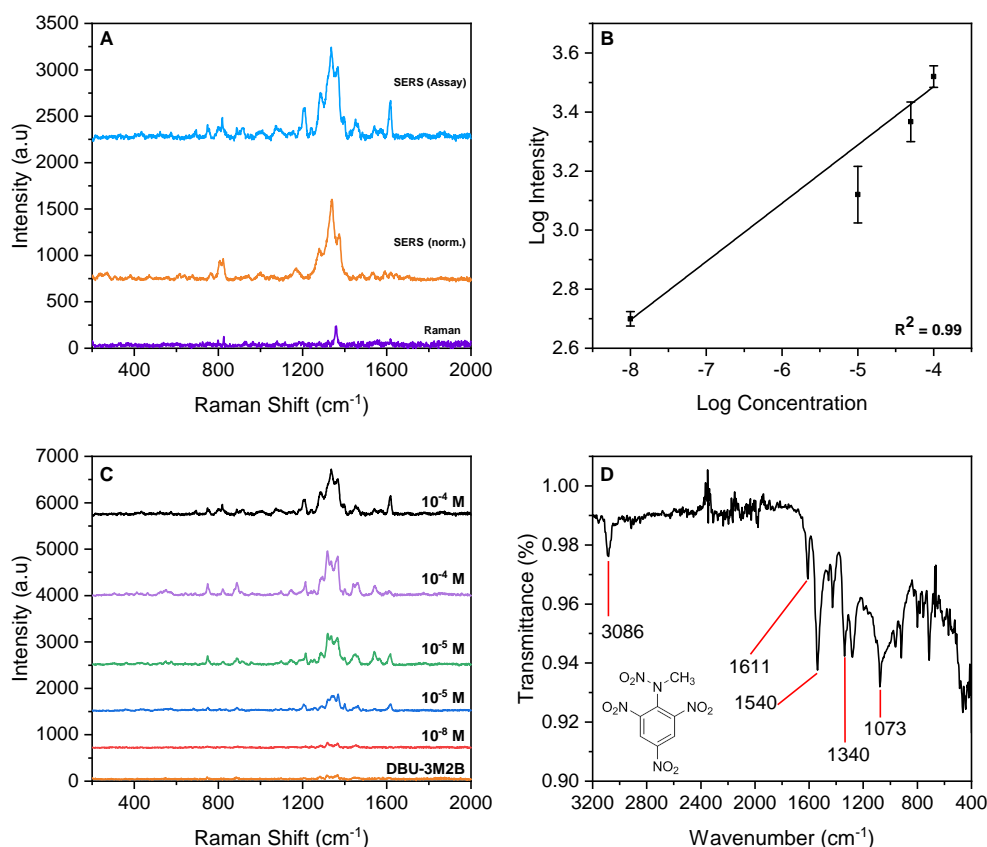 A
3500
3000
2500
2000
1500
1000
500
0
Intensity (a.u)
SERS (Assay)
SERS (norm.)
Raman
400 800 1200 1600 2000
Raman Shift (cm⁻¹)
B
3.6
3.4
3.2
3.0
2.8
2.6
Log Intensity
R² = 0.99
-8 -7 -6 -5 -4
Log Concentration
C
7000
6000
5000
4000
3000
2000
1000
0
Intensity (a.u)
10⁻⁴ M
10⁻⁴ M
10⁻⁵ M
10⁻⁵ M
10⁻⁸ M
DBU-3M2B
400 800 1200 1600 2000
Raman Shift (cm⁻¹)
D
1.00
0.98
0.96
0.94
0.92
0.90
Transmittance (%)
3086
1611
1540
1340
1073
O₂N N CH₃
O₂N NO₂
NO₂
3200 2800 2400 2000 1600 1200 800 400
Wavenumber (cm⁻¹)